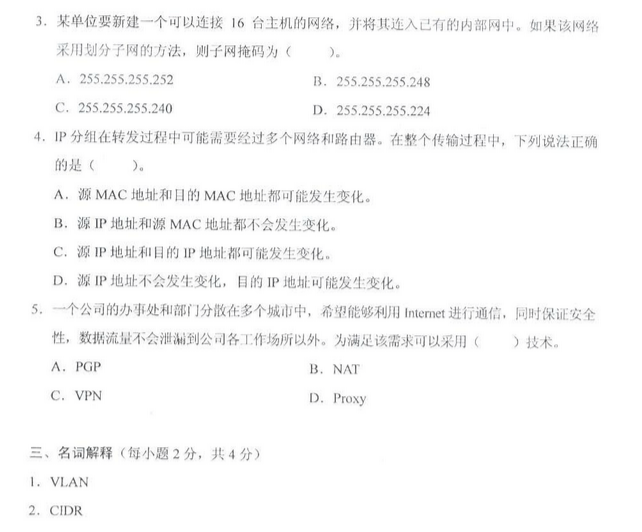 3．某单位要新建一个可以连接 16 台主机的网络，并将其连入已有的内部网中。如果该网络
采用划分子网的方法，则子网掩码为（　　）。
A．255.255.255.252　　B．255.255.255.248
C．255.255.255.240　　D．255.255.255.224
4．IP 分组在转发过程中可能需要经过多个网络和路由器。在整个传输过程中，下列说法正确
的是（　　）。
A．源 MAC 地址和目的 MAC 地址都可能发生变化。
B．源 IP 地址和源 MAC 地址都不会发生变化。
C．源 IP 地址和目的 IP 地址都可能发生变化。
D．源 IP 地址不会发生变化，目的 IP 地址可能发生变化。
5．一个公司的办事处和部门分散在多个城市中，希望能够利用 Internet 进行通信，同时保证安全
性，数据流量不会泄漏到公司各工作场所以外。为满足该需求可以采用（　　）技术。
A．PGP　　B．NAT
C．VPN　　D．Proxy
三、名词解释（每小题 2 分，共 4 分）
1．VLAN
2．CIDR